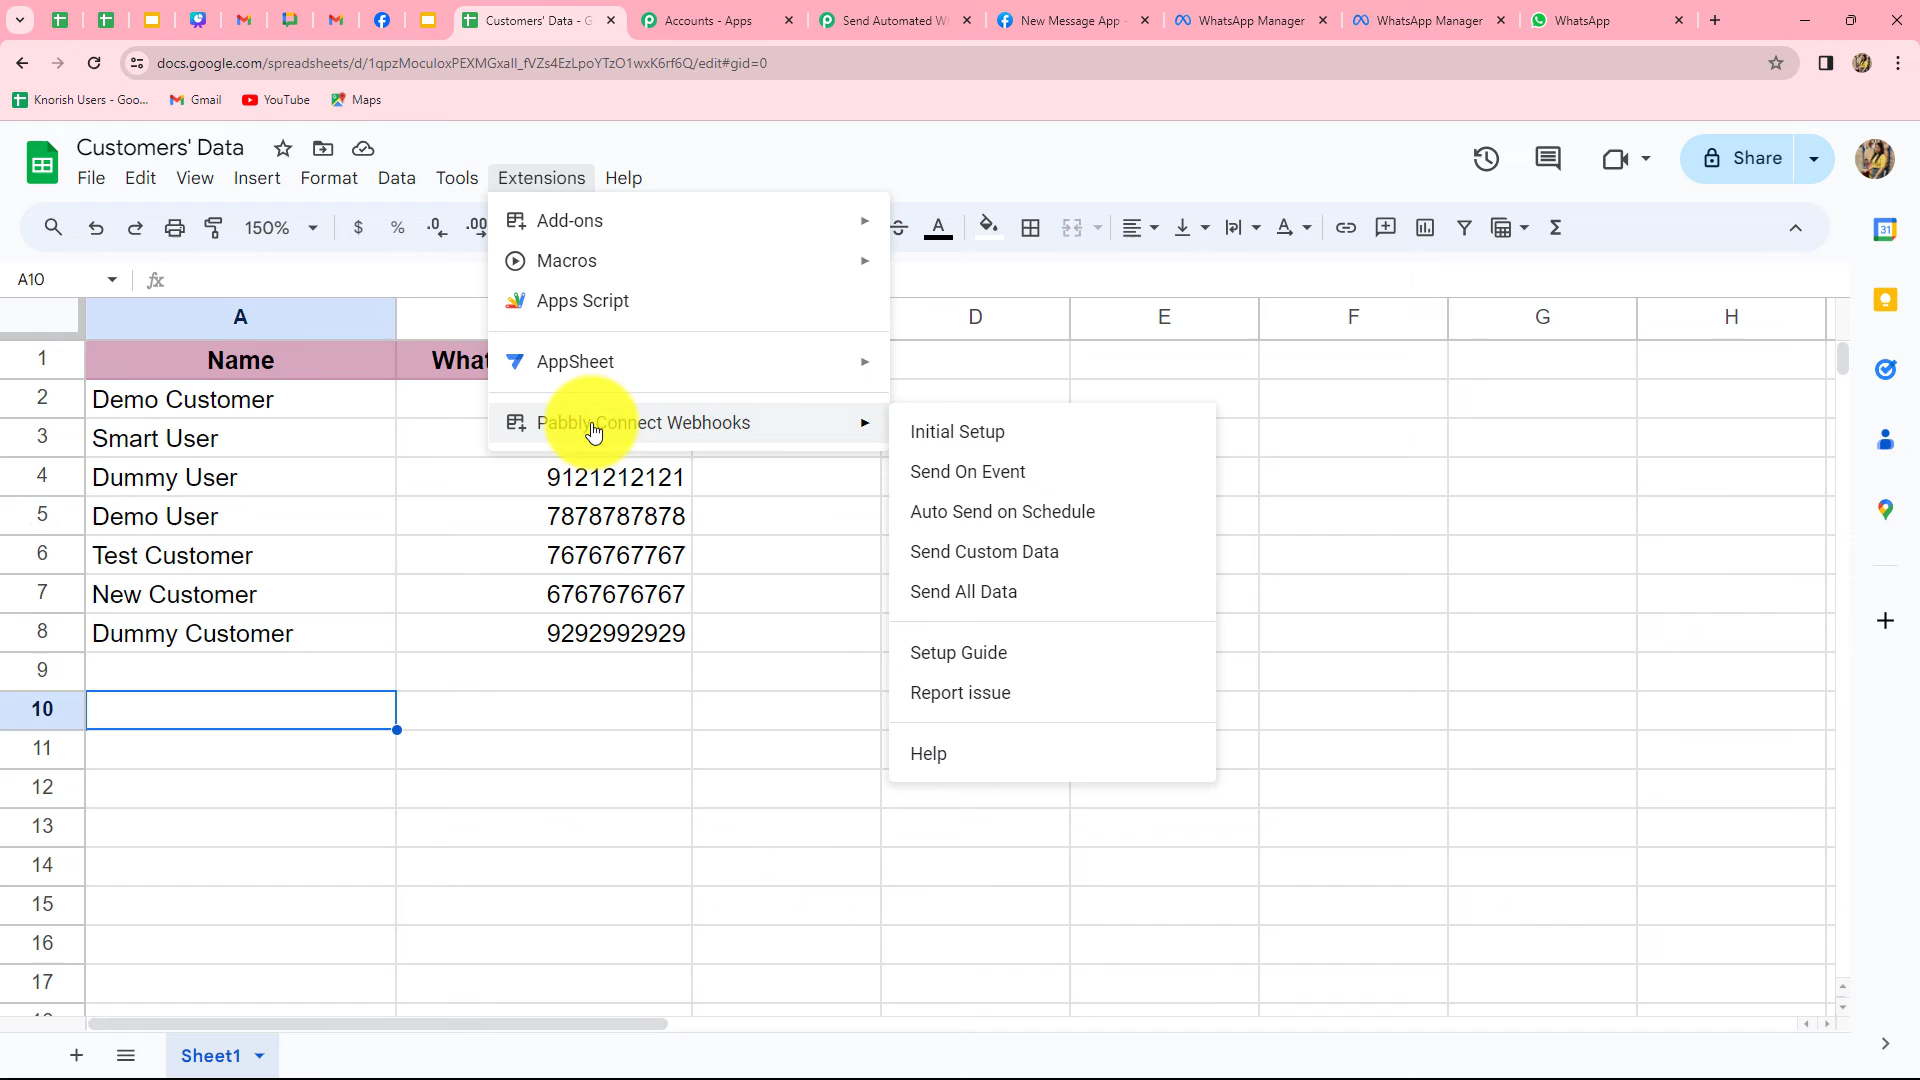 Customers' Data - G
Accounts - Apps
Send Automated W
New Message App
WhatsApp Manager
WhatsApp Manager
WhatsApp
docs.google.com/spreadsheets/d/1qpzMoculoxPEXMGxall_fVZs4EzLpoYTzO1wxK6rf6Q/edit#gid=0
Knorish Users - Goo...
Gmail
YouTube
Maps
Customers' Data
File Edit View Insert Format Data Tools Extensions Help
Share
150% $ % .0 .00
A10
A D E F G H
1 Name What
2 Demo Customer
3 Smart User
4 Dummy User 9121212121
5 Demo User 7878787878
6 Test Customer 7676767767
7 New Customer 6767676767
8 Dummy Customer 9292992929
9
10
11
12
13
14
15
16
17
Add-ons
Macros
Apps Script
AppSheet
Pabbly Connect Webhooks
Initial Setup
Send On Event
Auto Send on Schedule
Send Custom Data
Send All Data
Setup Guide
Report issue
Help
Sheet1